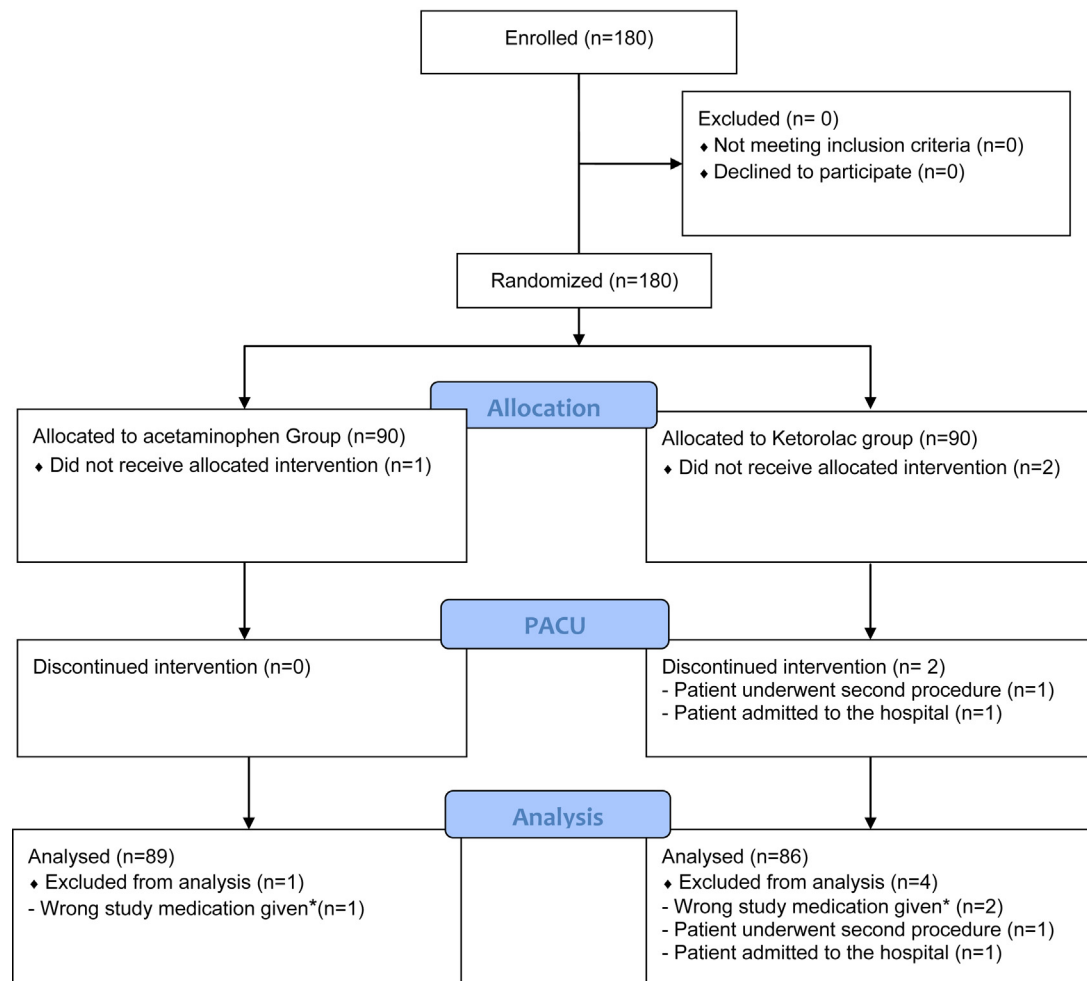 Enrolled (n=180)
Excluded (n= 0)
♦ Not meeting inclusion criteria (n=0)
♦ Declined to participate (n=0)
Randomized (n=180)
Allocation
Allocated to acetaminophen Group (n=90)
♦ Did not receive allocated intervention (n=1)
Allocated to Ketorolac group (n=90)
♦ Did not receive allocated intervention (n=2)
PACU
Discontinued intervention (n=0)
Discontinued intervention (n= 2)
- Patient underwent second procedure (n=1)
- Patient admitted to the hospital (n=1)
Analysis
Analysed (n=89)
♦ Excluded from analysis (n=1)
- Wrong study medication given*(n=1)
Analysed (n=86)
♦ Excluded from analysis (n=4)
- Wrong study medication given* (n=2)
- Patient underwent second procedure (n=1)
- Patient admitted to the hospital (n=1)